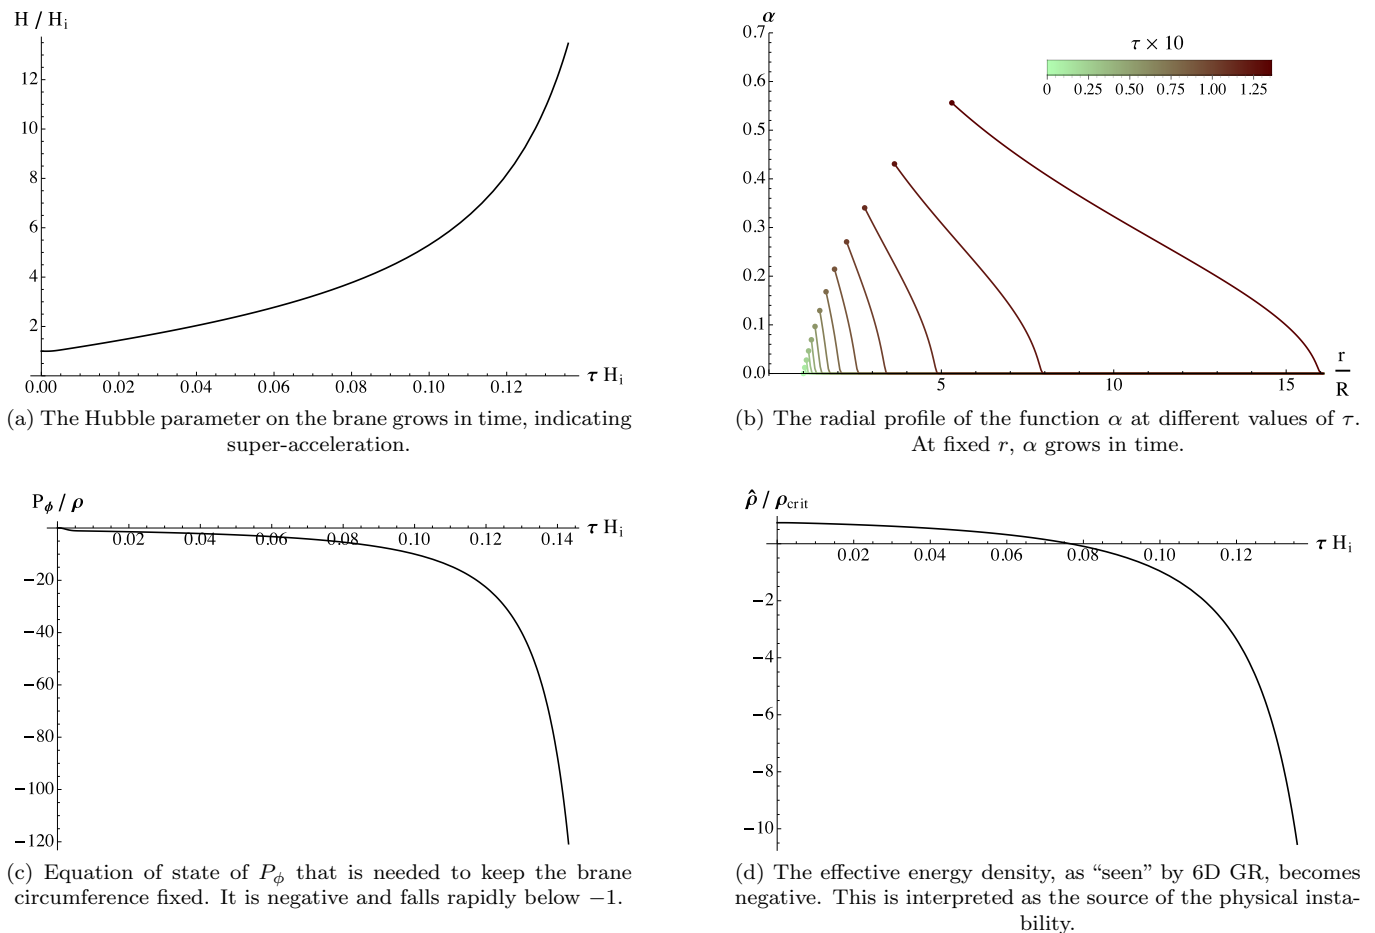 H / Hi
12
10
8
6
4
2
0.00 0.02 0.04 0.06 0.08 0.10 0.12
τ Hi
(a) The Hubble parameter on the brane grows in time, indicating
super-acceleration.
α
0.7
0.6
0.5
0.4
0.3
0.2
0.1
0.0
τ × 10
0 0.25 0.50 0.75 1.00 1.25
5 10 15
r
R
(b) The radial profile of the function α at different values of τ.
At fixed r, α grows in time.
Pϕ / ρ
τ Hi
0.02 0.04 0.06 0.08 0.10 0.12 0.14
−20
−40
−60
−80
−100
−120
(c) Equation of state of Pϕ that is needed to keep the brane
circumference fixed. It is negative and falls rapidly below −1.
ρ̂ / ρcrit
τ Hi
0.02 0.04 0.06 0.08 0.10 0.12
−2
−4
−6
−8
−10
(d) The effective energy density, as “seen” by 6D GR, becomes
negative. This is interpreted as the source of the physical insta-
bility.